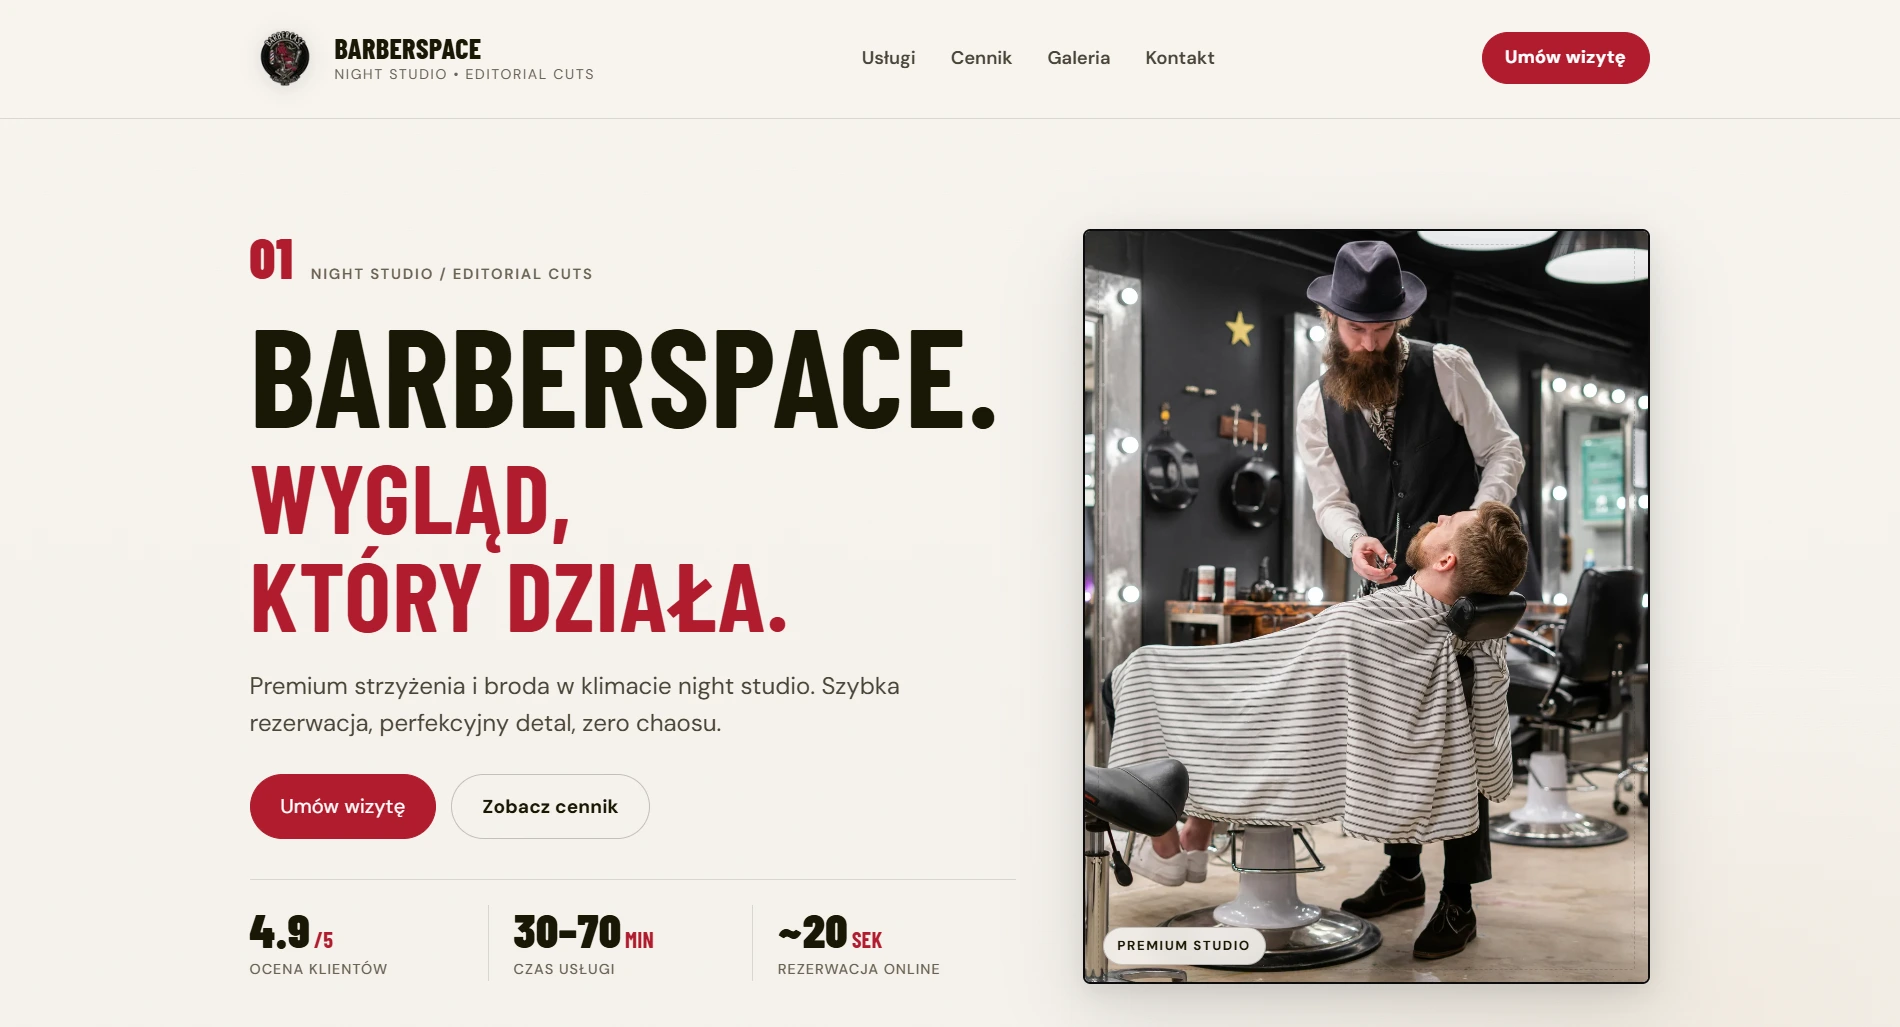 BARBERSPACE
NIGHT STUDIO • EDITORIAL CUTS
Usługi
Cennik
Galeria
Kontakt
Umów wizytę
01
NIGHT STUDIO / EDITORIAL CUTS
BARBERSPACE.
WYGLĄD,
KTÓRY DZIAŁA.
Premium strzyżenia i broda w klimacie night studio. Szybka
rezerwacja, perfekcyjny detal, zero chaosu.
Umów wizytę
Zobacz cennik
4.9 /5
OCENA KLIENTÓW
30–70 MIN
CZAS USŁUGI
~20 SEK
REZERWACJA ONLINE
PREMIUM STUDIO